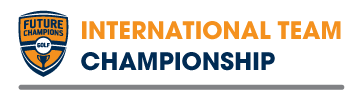 FUTURE
CHAMPIONS
GOLF
INTERNATIONAL TEAM
CHAMPIONSHIP